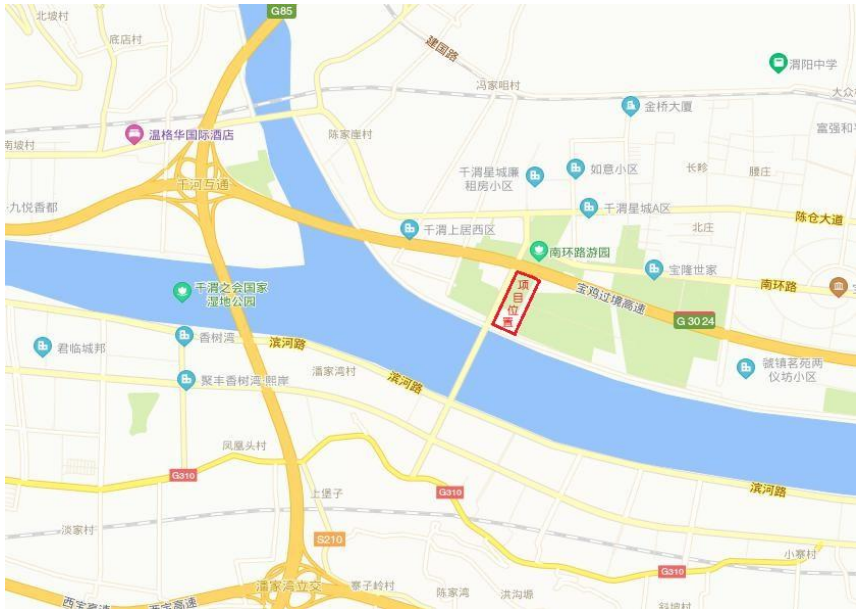 G85
北坡村
底店村
建国路
冯家咀村
渭阳中学
大众
金桥大厦
温格华国际酒店
陈家崖村
南坡村
富强和平
千渭星城廉
租房小区
如意小区
长畛
腰庄
千河互通
九悦香都
千渭上居西区
千渭星城A区
陈仓大道
北庄
南环路游园
宝隆世家
南环路
项目位置
宝鸡过境高速
G3024
千渭之会国家
湿地公园
香树湾
滨河路
君临城邦
聚丰香树湾·熙岸
潘家湾村
滨河路
虢镇茗苑两
仪坊小区
凤凰头村
G310
上堡子
G310
滨河路
淡家村
S210
小寨村
G310
潘家湾立交
寨子岭村
陈家湾
洪沟塬
西宝高速
西宝高速
斜坡村